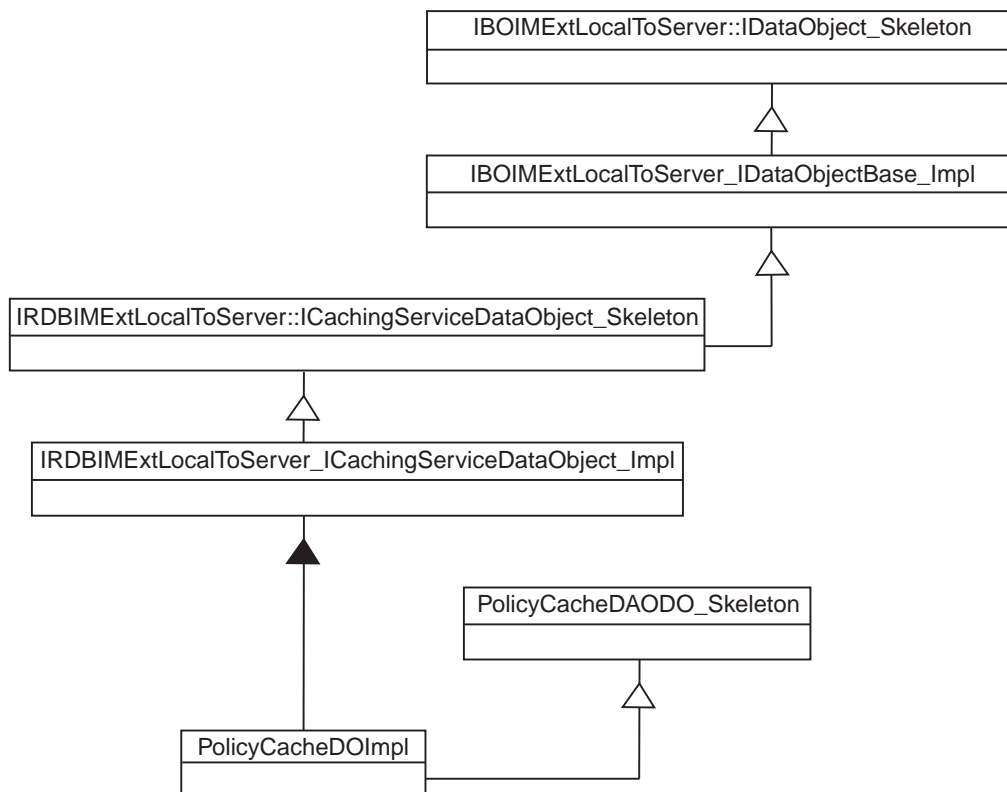 IBOIMExtLocalToServer::IDataObject_Skeleton
IBOIMExtLocalToServer_IDataObjectBase_Impl
IRDBIMExtLocalToServer::ICachingServiceDataObject_Skeleton
IRDBIMExtLocalToServer_ICachingServiceDataObject_Impl
PolicyCacheDAODO_Skeleton
PolicyCacheDOImpl